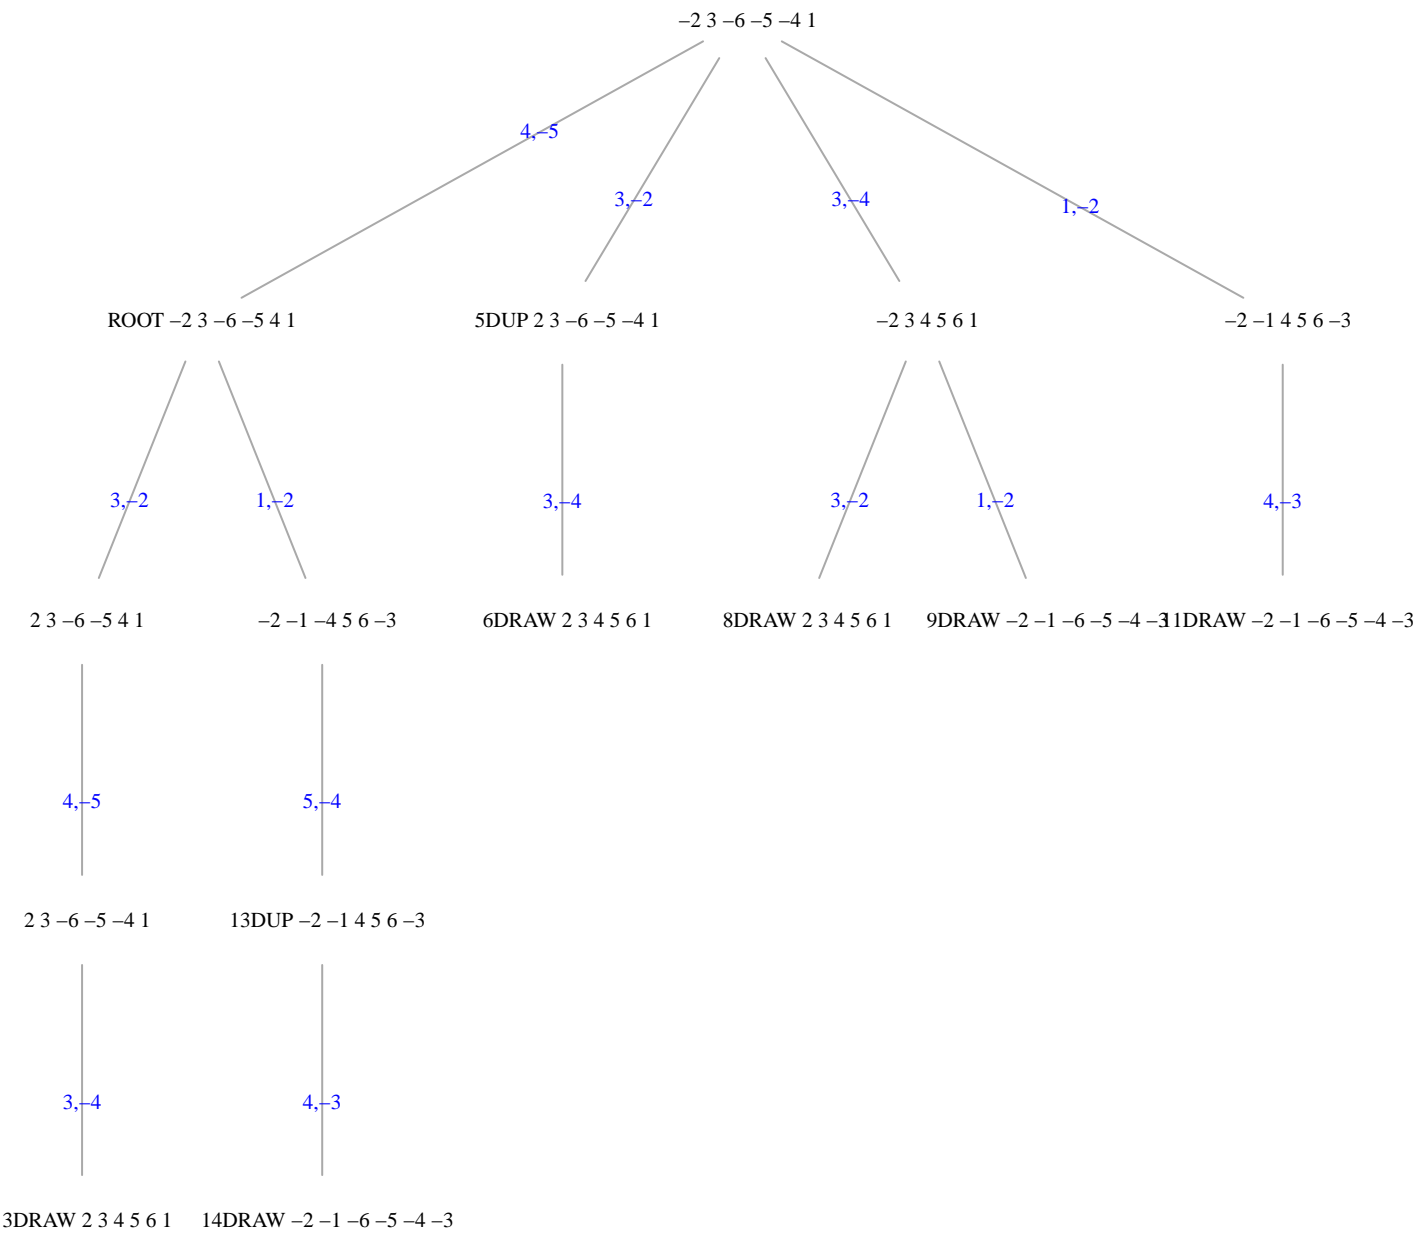 –2 3 –6 –5 –4 1
4,–5
3,–2
3,–4
1,–2
ROOT –2 3 –6 –5 4 1
5DUP 2 3 –6 –5 –4 1
–2 3 4 5 6 1
–2 –1 4 5 6 –3
3,–2
1,–2
3,–4
3,–2
1,–2
4,–3
2 3 –6 –5 4 1
–2 –1 –4 5 6 –3
6DRAW 2 3 4 5 6 1
8DRAW 2 3 4 5 6 1
9DRAW –2 –1 –6 –5 –4 –3
11DRAW –2 –1 –6 –5 –4 –3
4,–5
5,–4
2 3 –6 –5 –4 1
13DUP –2 –1 4 5 6 –3
3,–4
4,–3
3DRAW 2 3 4 5 6 1
14DRAW –2 –1 –6 –5 –4 –3